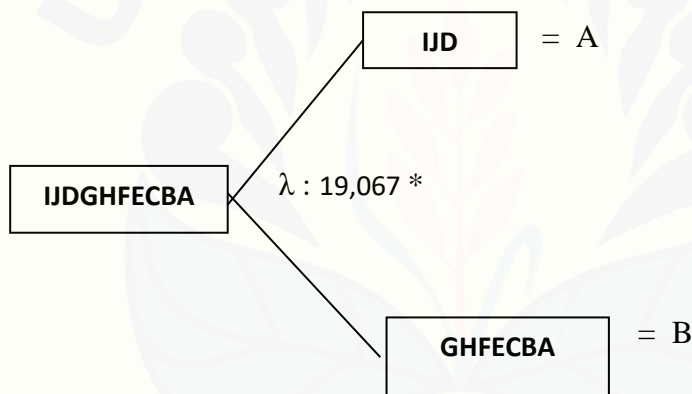 IJD = A
IJDGHFECBA
λ : 19,067 *
GHFECBA = B